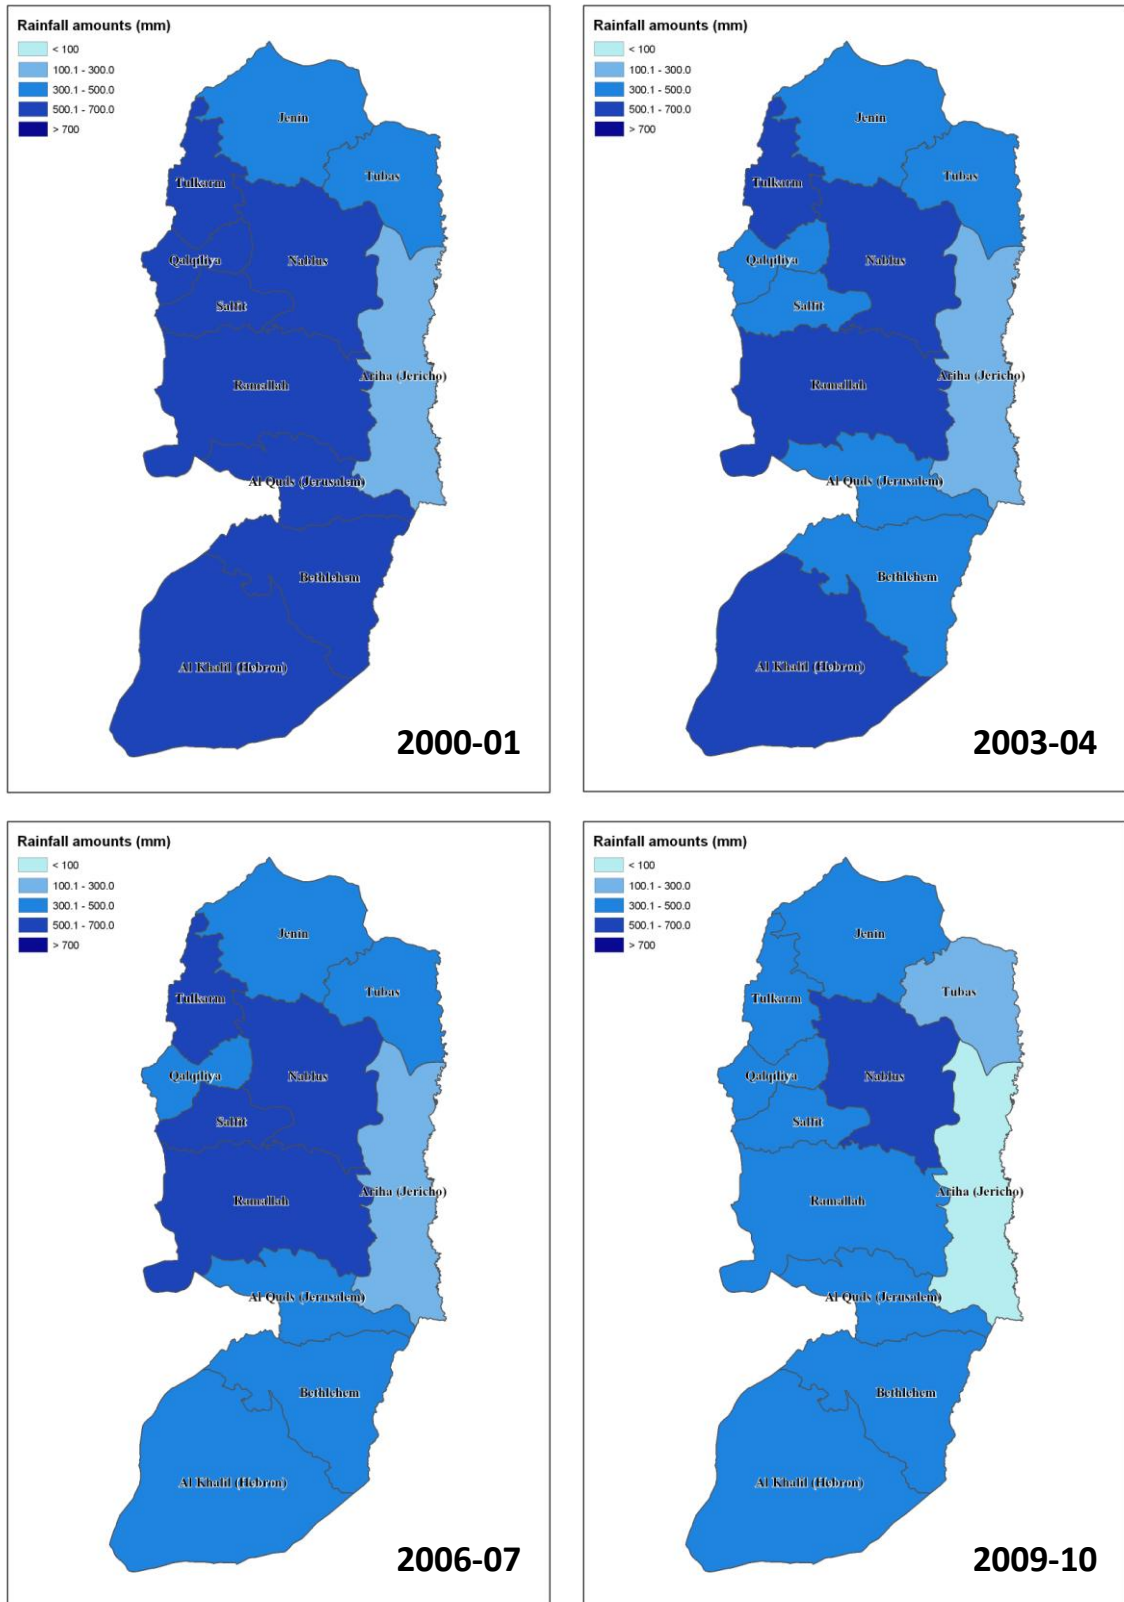 Rainfall amounts (mm)
< 100
100.1 - 300.0
300.1 - 500.0
500.1 - 700.0
> 700
Jenin
Tubas
Tulkarm
Qalqiliya
Nablus
Salfit
Ariha (Jericho)
Ramallah
Al Quds (Jerusalem)
Bethlehem
Al Khalil (Hebron)
2000-01
Rainfall amounts (mm)
< 100
100.1 - 300.0
300.1 - 500.0
500.1 - 700.0
> 700
Jenin
Tubas
Tulkarm
Qalqiliya
Nablus
Salfit
Ariha (Jericho)
Ramallah
Al Quds (Jerusalem)
Bethlehem
Al Khalil (Hebron)
2003-04
Rainfall amounts (mm)
< 100
100.1 - 300.0
300.1 - 500.0
500.1 - 700.0
> 700
Jenin
Tubas
Tulkarm
Qalqiliya
Nablus
Salfit
Ariha (Jericho)
Ramallah
Al Quds (Jerusalem)
Bethlehem
Al Khalil (Hebron)
2006-07
Rainfall amounts (mm)
< 100
100.1 - 300.0
300.1 - 500.0
500.1 - 700.0
> 700
Jenin
Tubas
Tulkarm
Qalqiliya
Nablus
Salfit
Ariha (Jericho)
Ramallah
Al Quds (Jerusalem)
Bethlehem
Al Khalil (Hebron)
2009-10